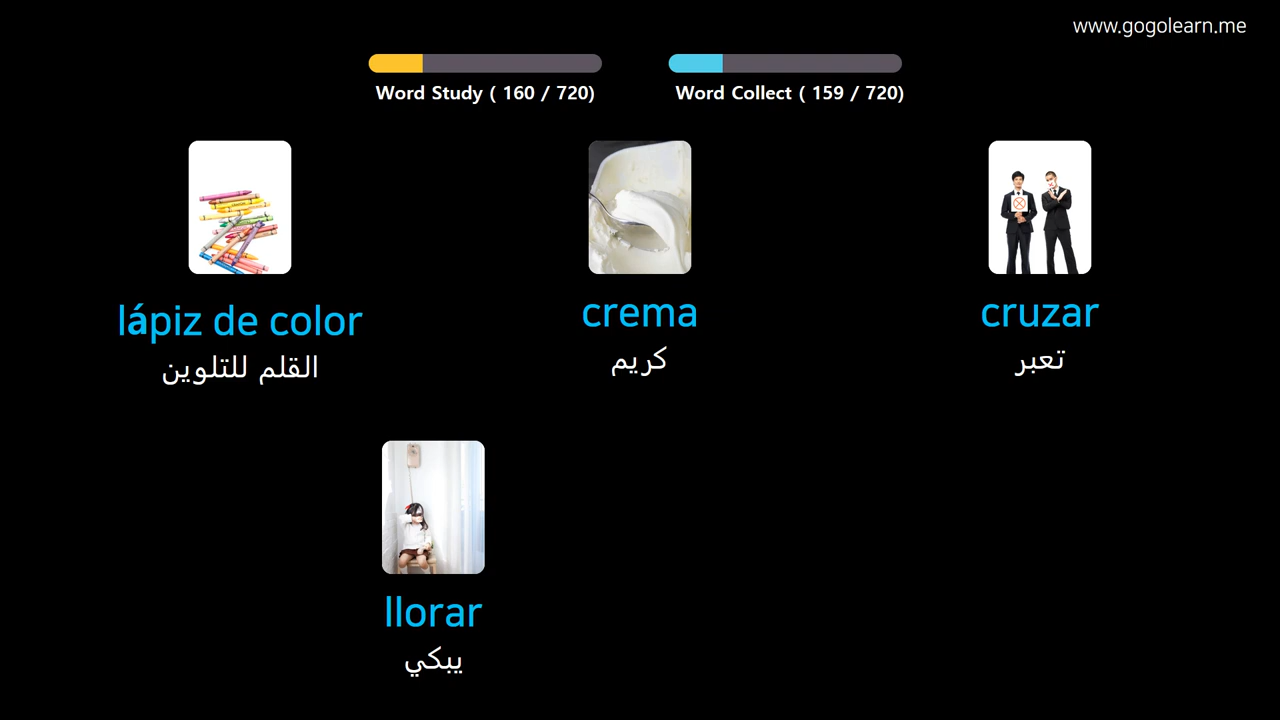 www.gogolearn.me
Word Study ( 160 / 720)
Word Collect ( 159 / 720)
lápiz de color
القلم للتلوين
crema
كريم
cruzar
تعبر
llorar
يبكي